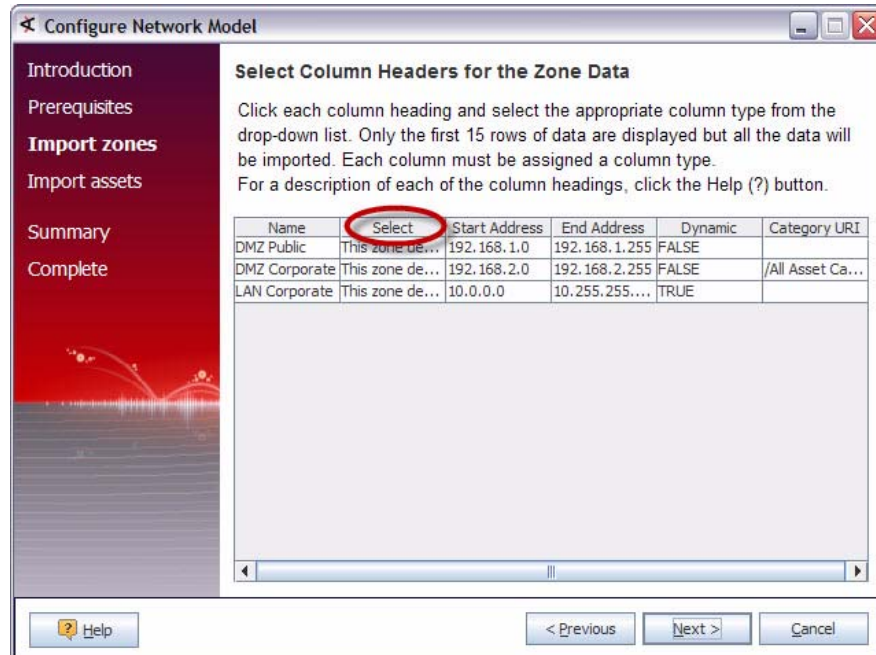 Configure Network Model
Introduction
Prerequisites
Import zones
Import assets
Summary
Complete
Select Column Headers for the Zone Data
Click each column heading and select the appropriate column type from the
drop-down list. Only the first 15 rows of data are displayed but all the data will
be imported. Each column must be assigned a column type.
For a description of each of the column headings, click the Help (?) button.
Name Select Start Address End Address Dynamic Category URI
DMZ Public This zone de... 192.168.1.0 192.168.1.255 FALSE
DMZ Corporate This zone de... 192.168.2.0 192.168.2.255 FALSE /All Asset Ca...
LAN Corporate This zone de... 10.0.0.0 10.255.255.... TRUE
? Help
< Previous
Next >
Cancel